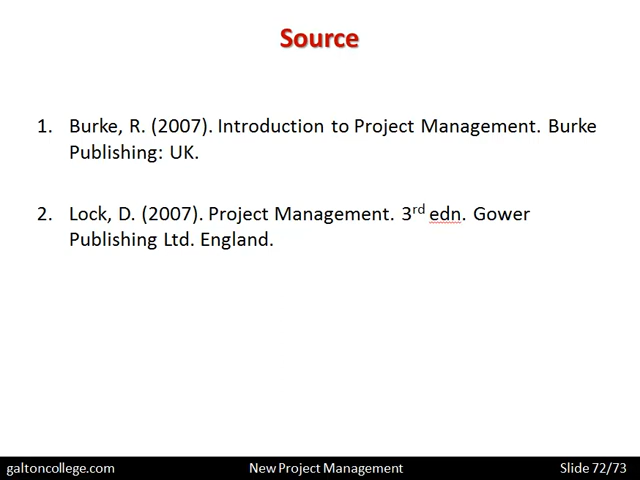 Source
1. Burke, R. (2007). Introduction to Project Management. Burke
Publishing: UK.
2. Lock, D. (2007). Project Management. 3rd edn. Gower
Publishing Ltd. England.
galtoncollege.com New Project Management Slide 72/73